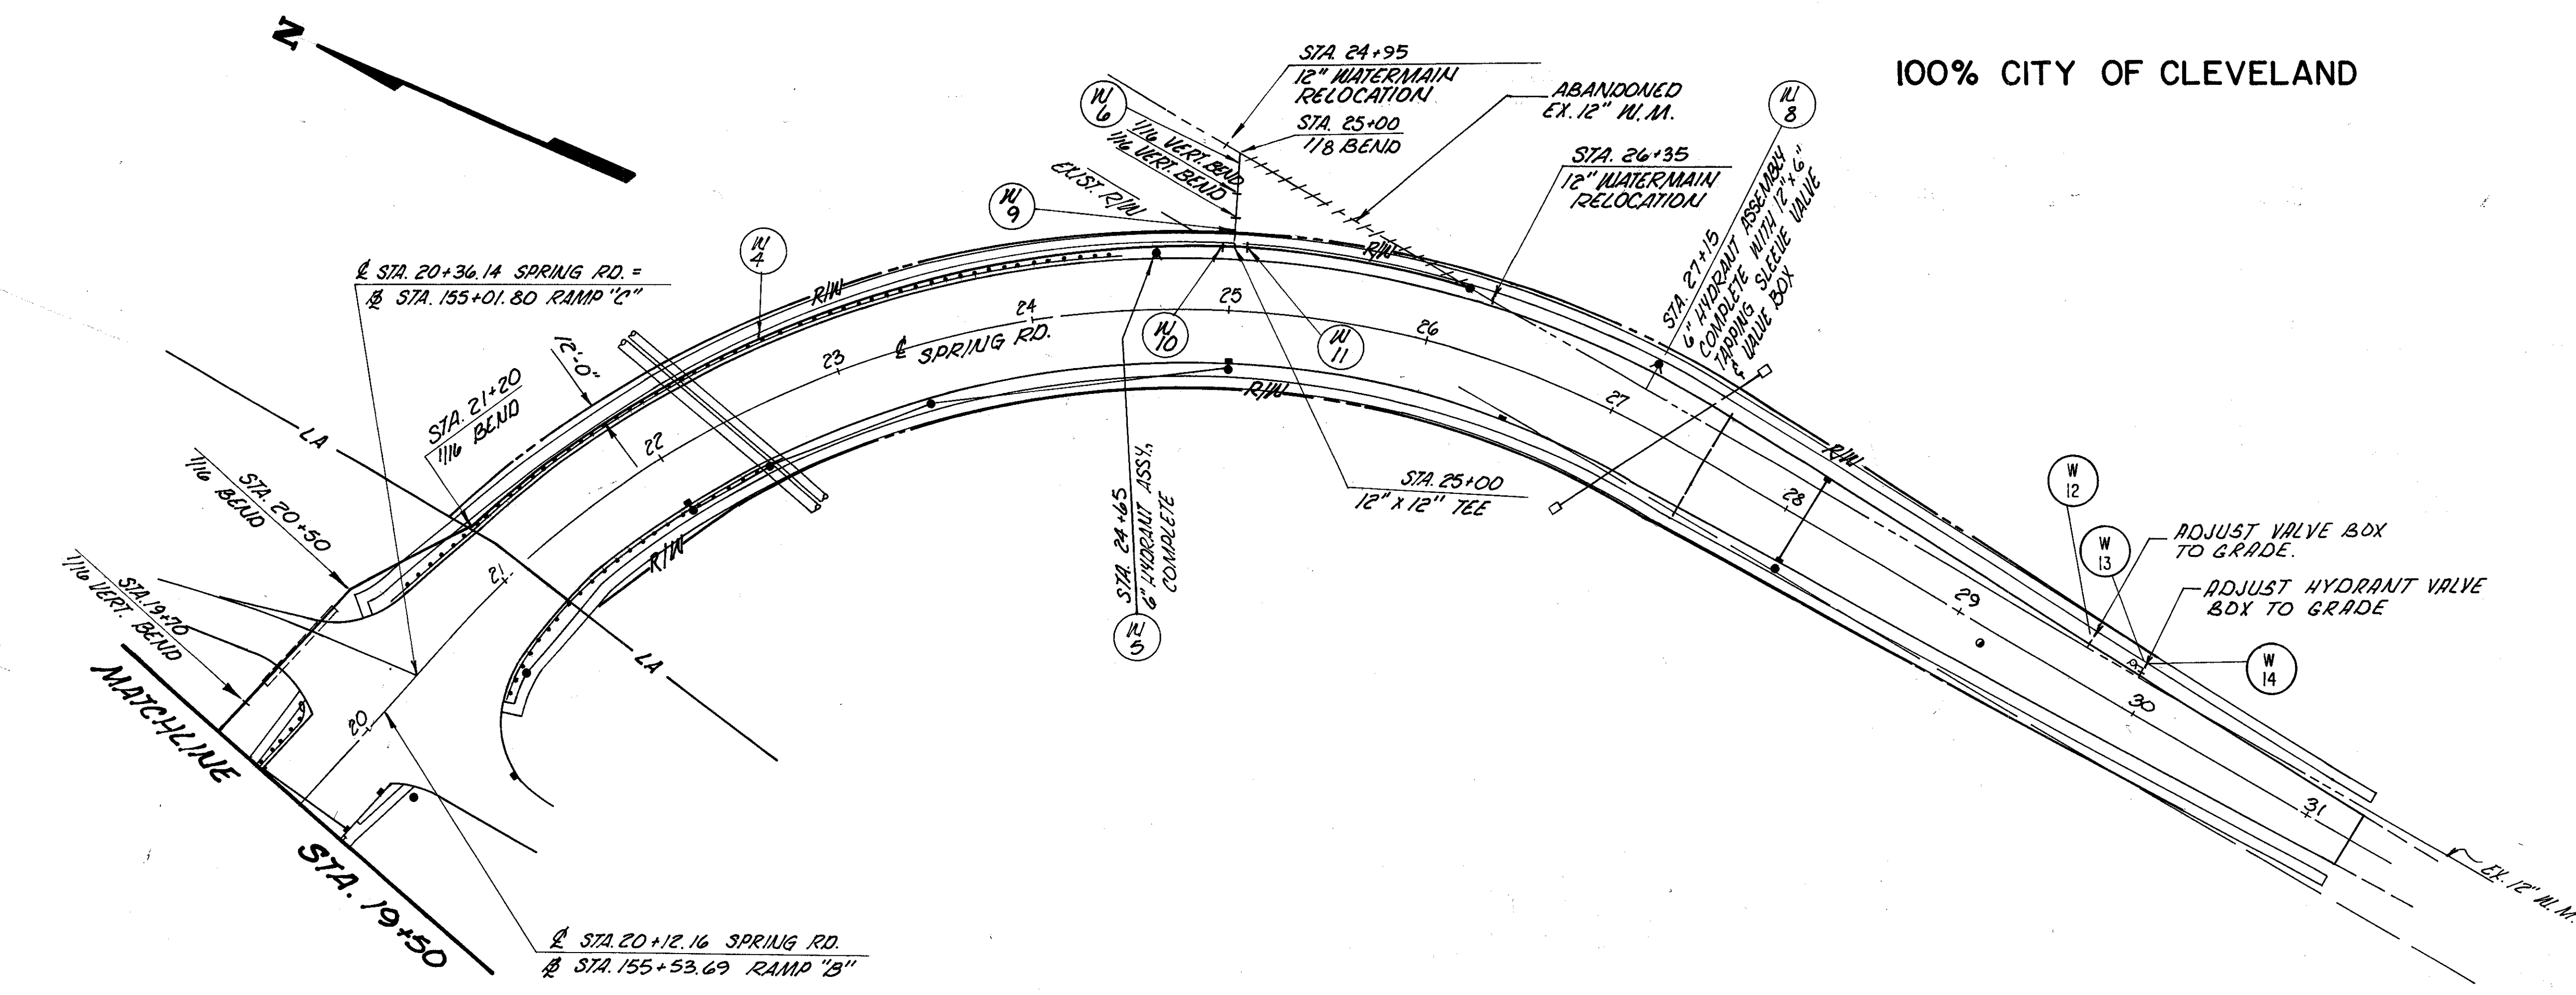 N
100% CITY OF CLEVELAND
STA. 24+95
12" WATERMAIN
RELOCATION
STA. 25+00
1/8 BEND
ABANDONED
EX. 12" W.M.
W
6
1/16 VERT. BEND
1/16 VERT. BEND
EXIST. R/W
W
9
W
4
STA. 26+35
12" WATERMAIN
RELOCATION
W
8
STA. 27+15
6" HYDRANT ASSEMBLY
COMPLETE WITH 12" X 6"
TAPPING SLEEVE VALVE
& VALVE BOX
℄ STA. 20+36.14 SPRING RD. =
℞ STA. 155+01.80 RAMP "C"
R/W
R/W
12'-0"
STA. 21+20
1/16 BEND
LA
STA. 20+50
1/16 BEND
STA. 19+70
1/16 VERT. BEND
MATCHLINE
STA. 19+50
20
21
22
23
24
25
26
27
28
29
30
31
℄ SPRING RD.
W
10
W
11
R/W
R/W
R/W
LA
STA. 24+65
6" HYDRANT ASSY.,
COMPLETE
W
5
STA. 25+00
12" X 12" TEE
W
12
W
13
ADJUST VALVE BOX
TO GRADE.
ADJUST HYDRANT VALVE
BOX TO GRADE
W
14
EX. 12" W.M.
℄ STA. 20+12.16 SPRING RD.
℞ STA. 155+53.69 RAMP "B"